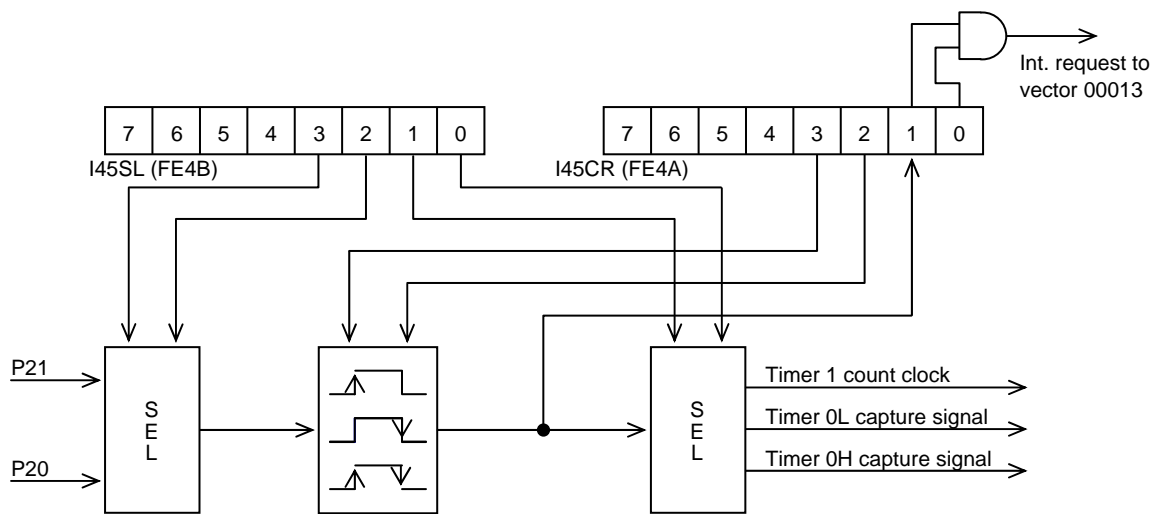 Int. request to
vector 00013
7 6 5 4 3 2 1 0
7 6 5 4 3 2 1 0
I45SL (FE4B)
I45CR (FE4A)
P21
P20
S
E
L
S
E
L
Timer 1 count clock
Timer 0L capture signal
Timer 0H capture signal